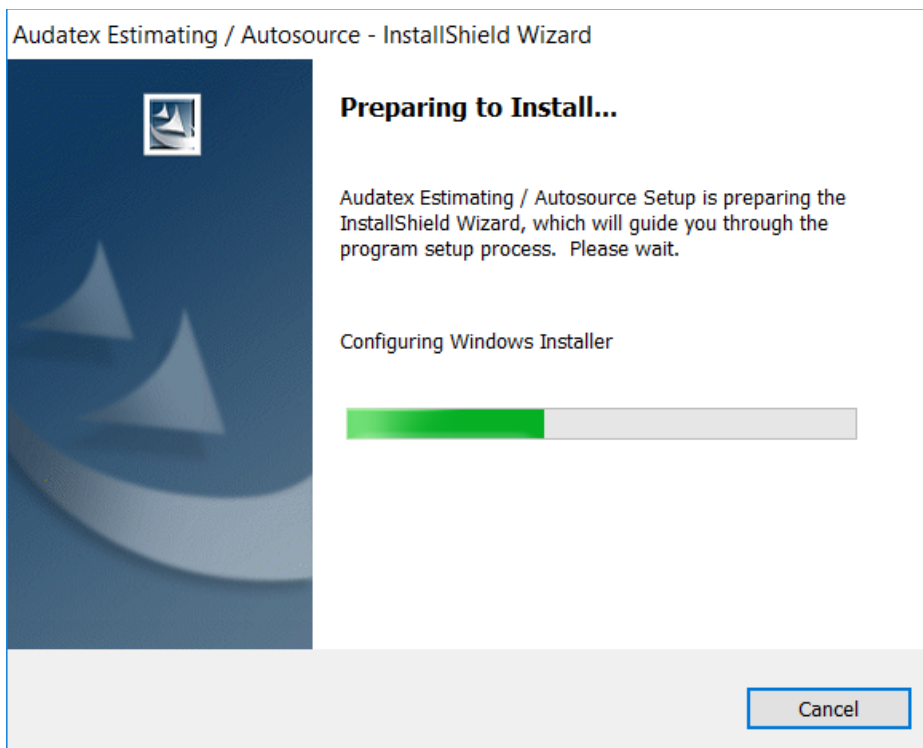 Audatex Estimating / Autosource - InstallShield Wizard
Preparing to Install...
Audatex Estimating / Autosource Setup is preparing the
InstallShield Wizard, which will guide you through the
program setup process.  Please wait.
Configuring Windows Installer
Cancel